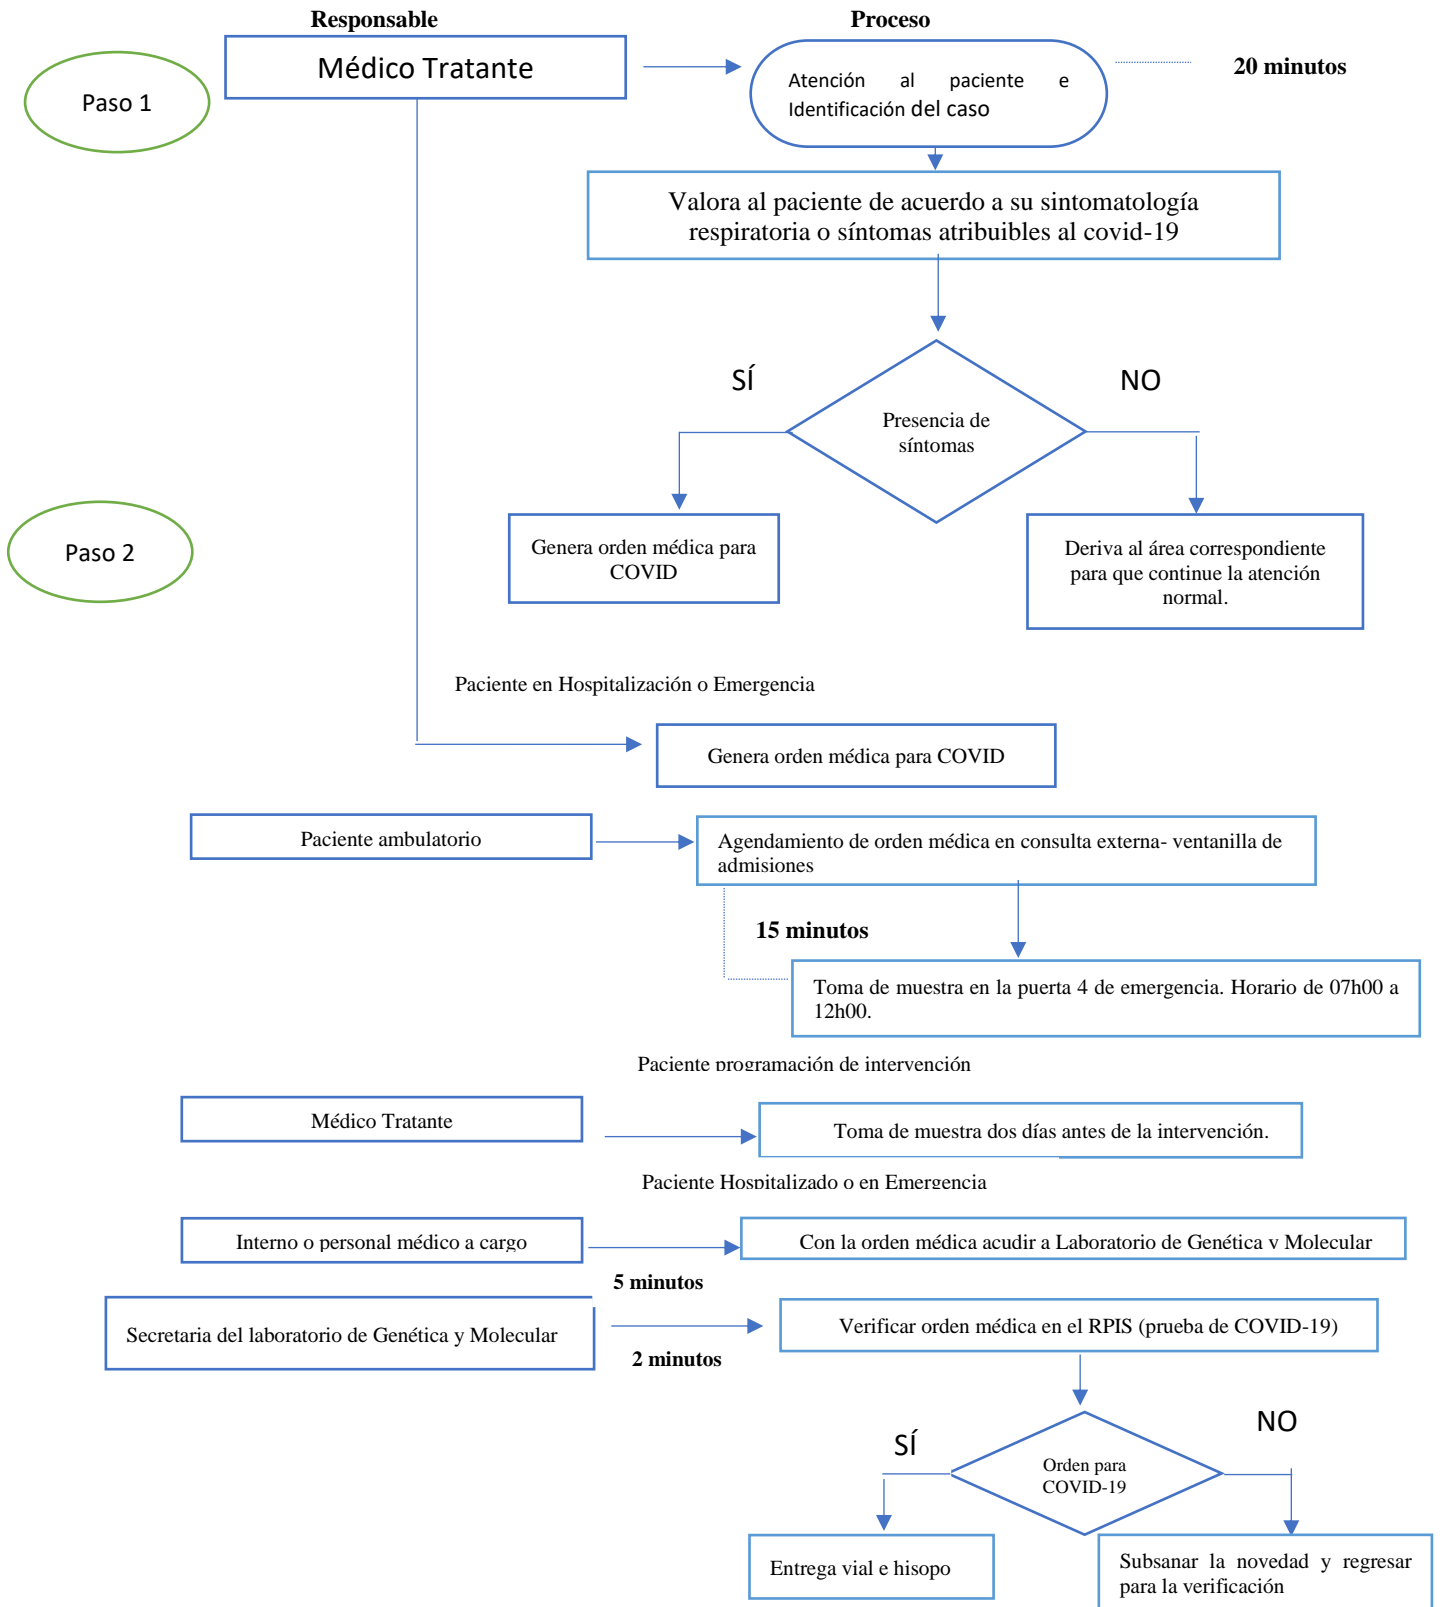 Responsable
Proceso
Médico Tratante
Atención al paciente e
Identificación del caso
20 minutos
Paso 1
Valora al paciente de acuerdo a su sintomatología
respiratoria o síntomas atribuibles al covid-19
SÍ
NO
Presencia de
síntomas
Paso 2
Genera orden médica para
COVID
Deriva al área correspondiente
para que continue la atención
normal.
Paciente en Hospitalización o Emergencia
Genera orden médica para COVID
Paciente ambulatorio
Agendamiento de orden médica en consulta externa- ventanilla de
admisiones
15 minutos
Toma de muestra en la puerta 4 de emergencia. Horario de 07h00 a
12h00.
Paciente programación de intervención
Médico Tratante
Toma de muestra dos días antes de la intervención.
Paciente Hospitalizado o en Emergencia
Interno o personal médico a cargo
Con la orden médica acudir a Laboratorio de Genética y Molecular
5 minutos
Secretaria del laboratorio de Genética y Molecular
Verificar orden médica en el RPIS (prueba de COVID-19)
2 minutos
SÍ
NO
Orden para
COVID-19
Entrega vial e hisopo
Subsanar la novedad y regresar
para la verificación